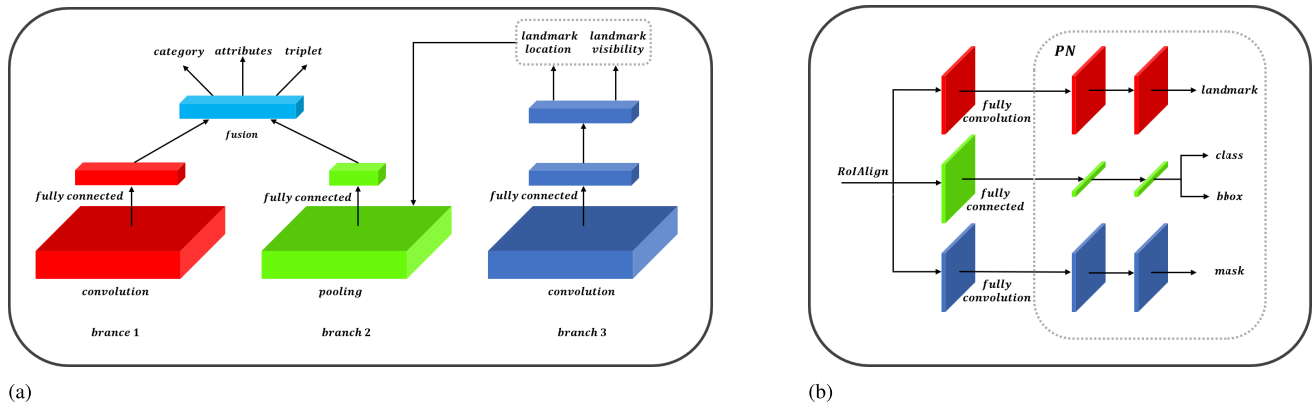 category attributes triplet
fusion
landmark
location
landmark
visibility
fully connected
fully connected
fully connected
convolution
pooling
convolution
brance 1
branch 2
branch 3
(a)
PN
RoIAlign
fully
convolution
landmark
fully
connected
class
bbox
fully
convolution
mask
(b)